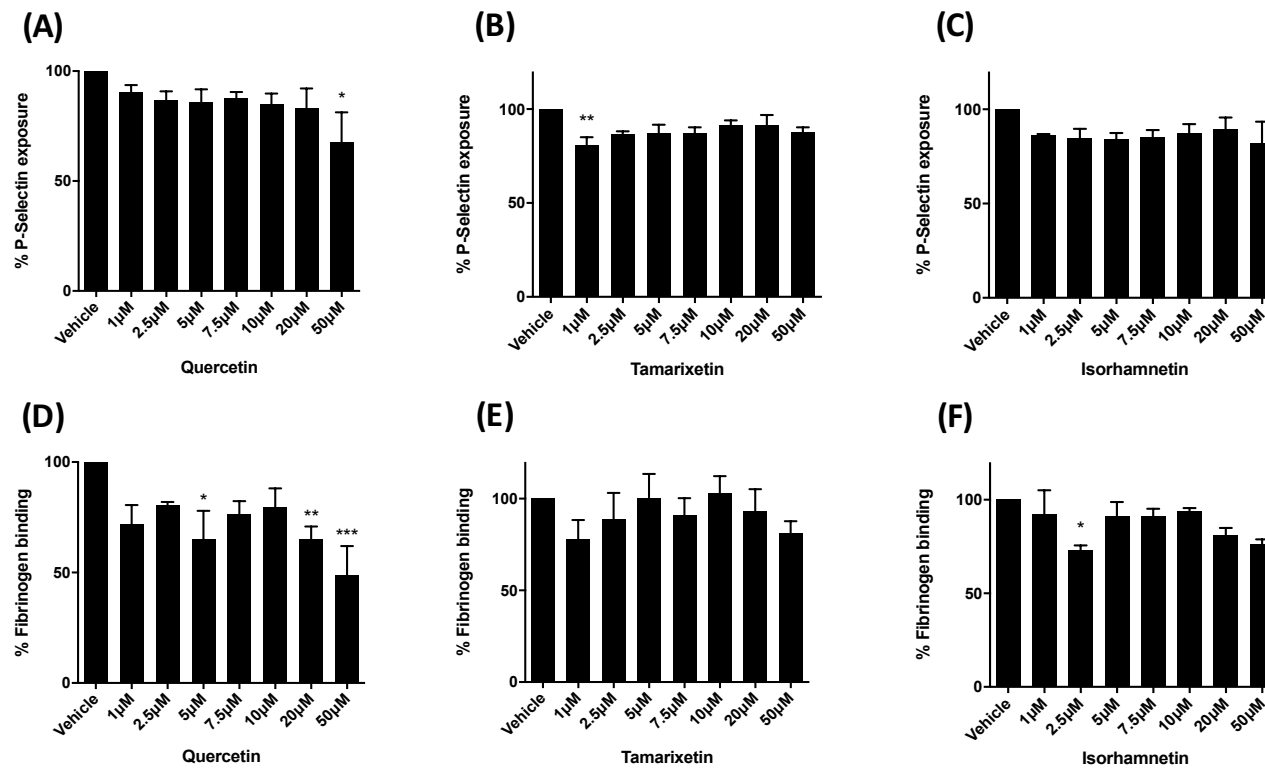 (A)
% P-Selectin exposure
100
50
0
*
Vehicle
1µM
2.5µM
5µM
7.5µM
10µM
20µM
50µM
Quercetin
(B)
% P-Selectin exposure
100
50
0
**
Vehicle
1µM
2.5µM
5µM
7.5µM
10µM
20µM
50µM
Tamarixetin
(C)
% P-Selectin exposure
100
50
0
Vehicle
1µM
2.5µM
5µM
7.5µM
10µM
20µM
50µM
Isorhamnetin
(D)
% Fibrinogen binding
100
50
0
*
**
***
Vehicle
1µM
2.5µM
5µM
7.5µM
10µM
20µM
50µM
Quercetin
(E)
% Fibrinogen binding
100
50
0
Vehicle
1µM
2.5µM
5µM
7.5µM
10µM
20µM
50µM
Tamarixetin
(F)
% Fibrinogen binding
100
50
0
*
Vehicle
1µM
2.5µM
5µM
7.5µM
10µM
20µM
50µM
Isorhamnetin